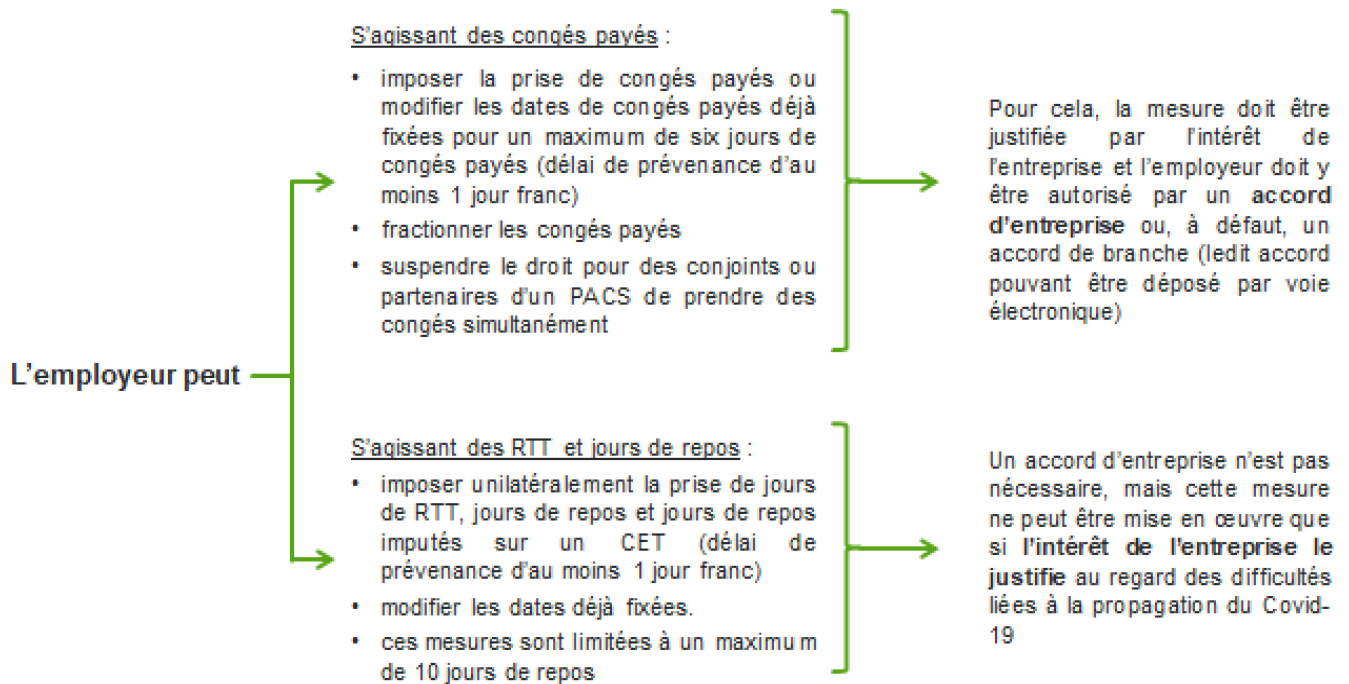 S'agissant des congés payés :
• imposer la prise de congés payés ou
modifier les dates de congés payés déjà
fixées pour un maximum de six jours de
congés payés (délai de prévenance d'au
moins 1 jour franc)
• fractionner les congés payés
• suspendre le droit pour des conjoints ou
partenaires d'un PACS de prendre des
congés simultanément
Pour cela, la mesure doit être
justifiée par l'intérêt de
l'entreprise et l'employeur doit y
être autorisé par un accord
d'entreprise ou, à défaut, un
accord de branche (ledit accord
pouvant être déposé par voie
électronique)
L'employeur peut
S'agissant des RTT et jours de repos :
• imposer unilatéralement la prise de jours
de RTT, jours de repos et jours de repos
imputés sur un CET (délai de
prévenance d'au moins 1 jour franc)
• modifier les dates déjà fixées.
• ces mesures sont limitées à un maximum
de 10 jours de repos
Un accord d'entreprise n'est pas
nécessaire, mais cette mesure
ne peut être mise en œuvre que
si l'intérêt de l'entreprise le
justifie au regard des difficultés
liées à la propagation du Covid-
19